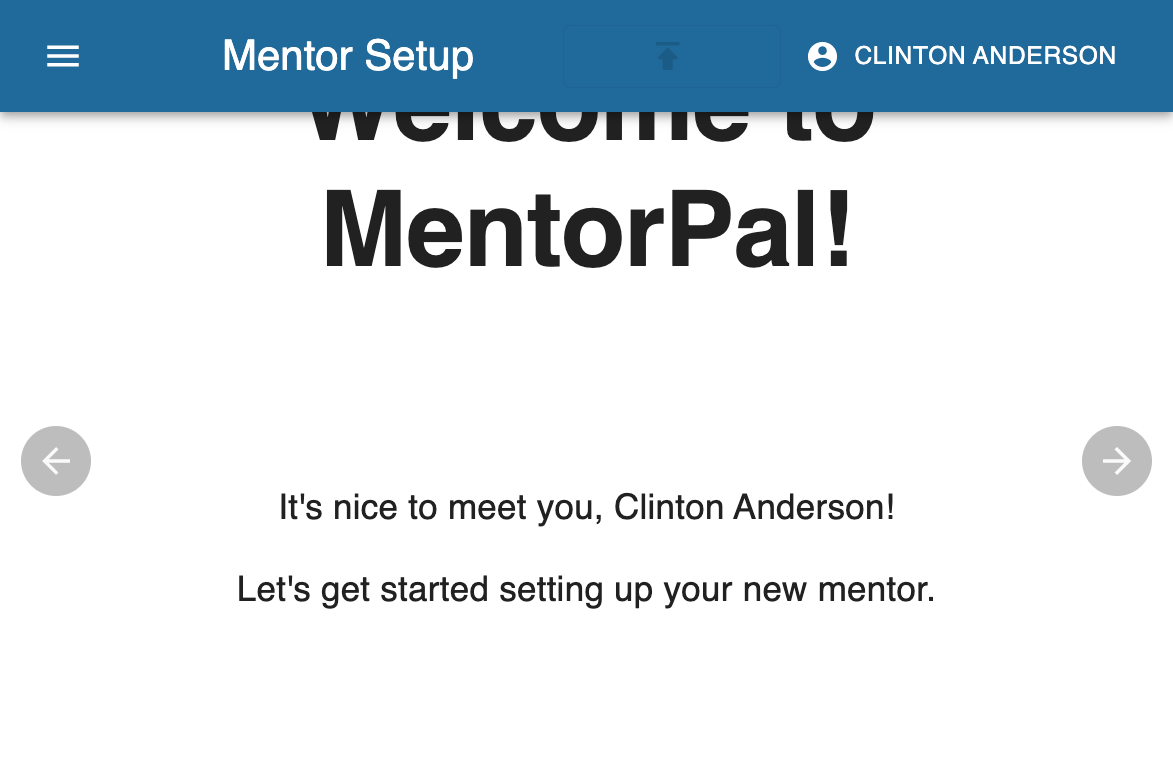 Mentor Setup
CLINTON ANDERSON
Welcome to
MentorPal!
It's nice to meet you, Clinton Anderson!
Let's get started setting up your new mentor.